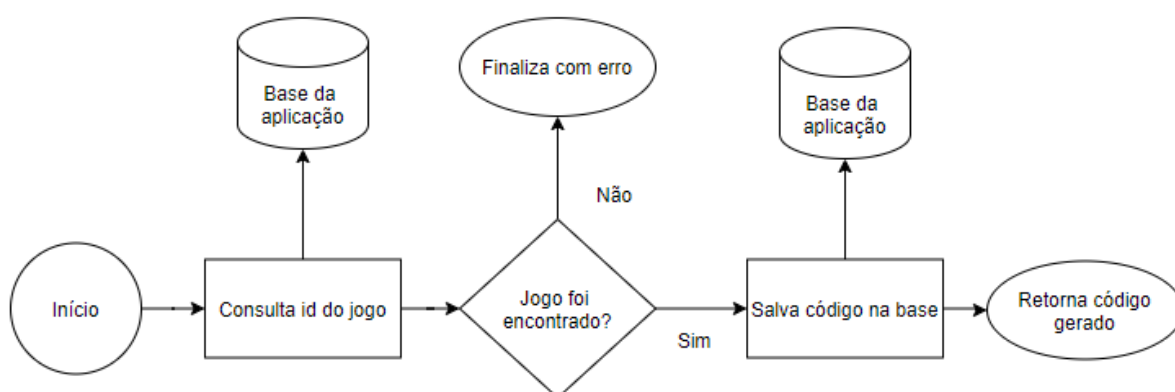 Base da
aplicação
Finaliza com erro
Base da
aplicação
Não
Início
Consulta id do jogo
Jogo foi
encontrado?
Sim
Salva código na base
Retorna código
gerado